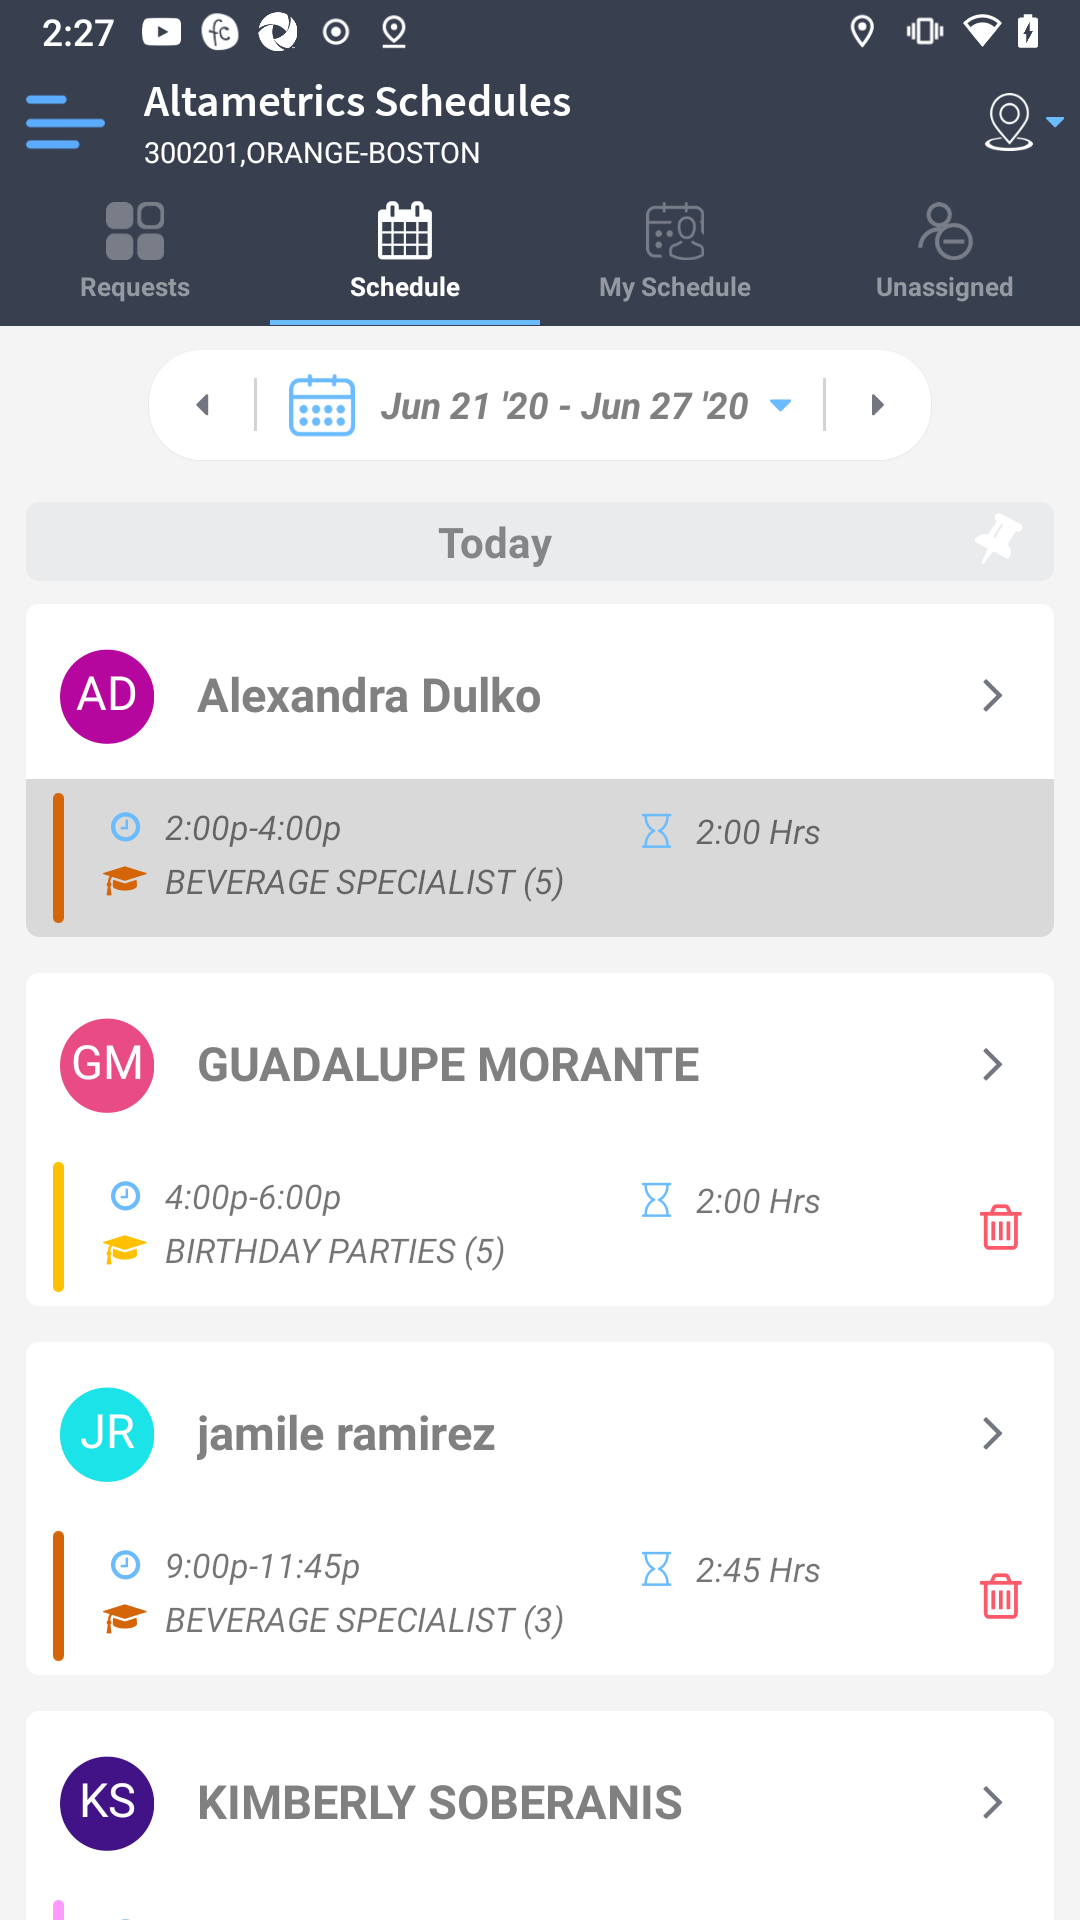 2:27
Altametrics Schedules
300201,ORANGE-BOSTON
Requests
Schedule
My Schedule
Unassigned
Jun 21 '20 - Jun 27 '20
Today
AD
Alexandra Dulko
2:00p-4:00p
2:00 Hrs
BEVERAGE SPECIALIST (5)
GM
GUADALUPE MORANTE
4:00p-6:00p
2:00 Hrs
BIRTHDAY PARTIES (5)
JR
jamile ramirez
9:00p-11:45p
2:45 Hrs
BEVERAGE SPECIALIST (3)
KS
KIMBERLY SOBERANIS